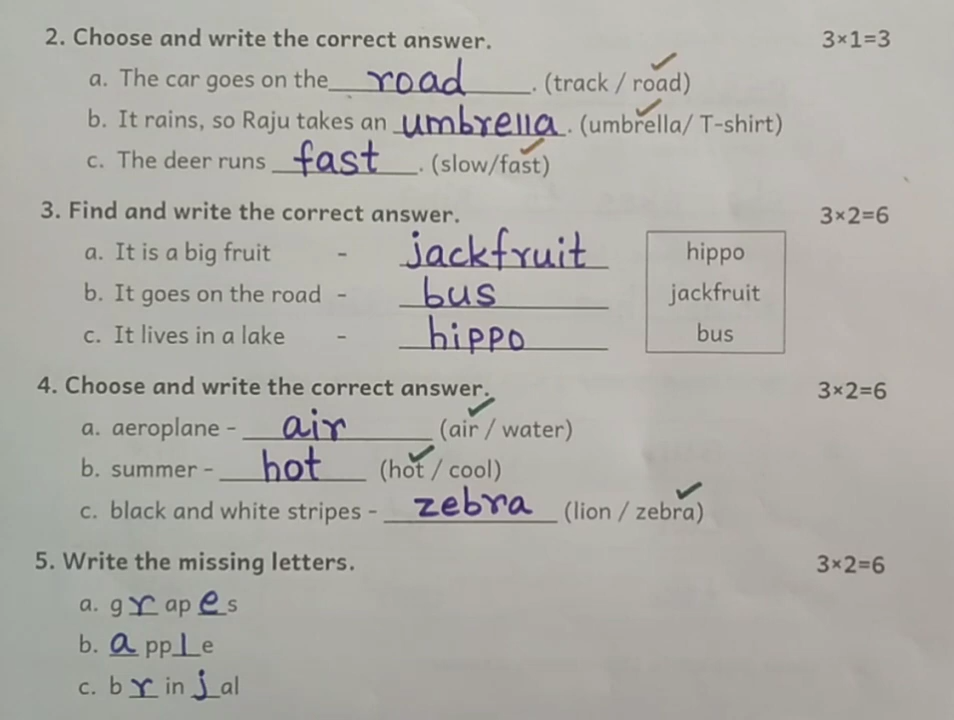 2. Choose and write the correct answer. 3×1=3
a. The car goes on the road. (track / road)
b. It rains, so Raju takes an umbrella. (umbrella/ T-shirt)
c. The deer runs fast. (slow/fast)
3. Find and write the correct answer. 3×2=6
a. It is a big fruit - jackfruit hippo
b. It goes on the road - bus jackfruit
c. It lives in a lake - hippo bus
4. Choose and write the correct answer. 3×2=6
a. aeroplane - air (air / water)
b. summer - hot (hot / cool)
c. black and white stripes - zebra (lion / zebra)
5. Write the missing letters. 3×2=6
a. g r ap e s
b. a pp l e
c. b r in j al